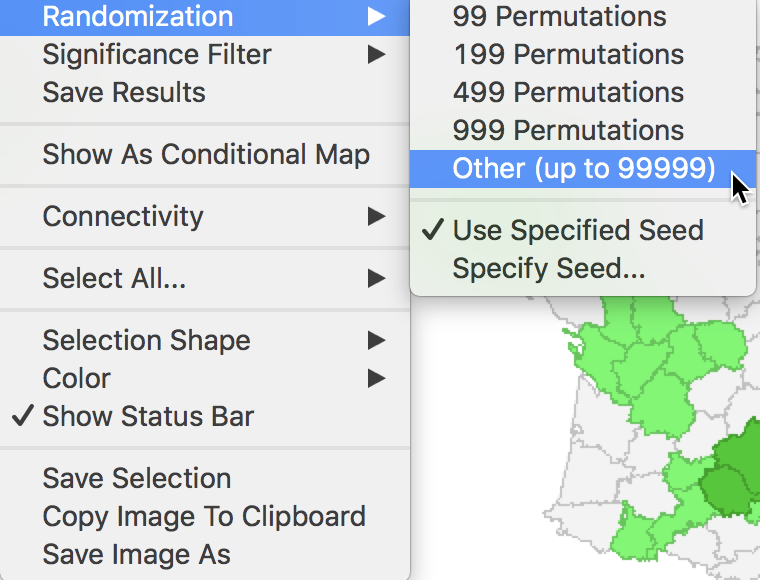 Randomization
Significance Filter
Save Results
Show As Conditional Map
Connectivity
Select All...
Selection Shape
Color
Show Status Bar
Save Selection
Copy Image To Clipboard
Save Image As
99 Permutations
199 Permutations
499 Permutations
999 Permutations
Other (up to 99999)
Use Specified Seed
Specify Seed...